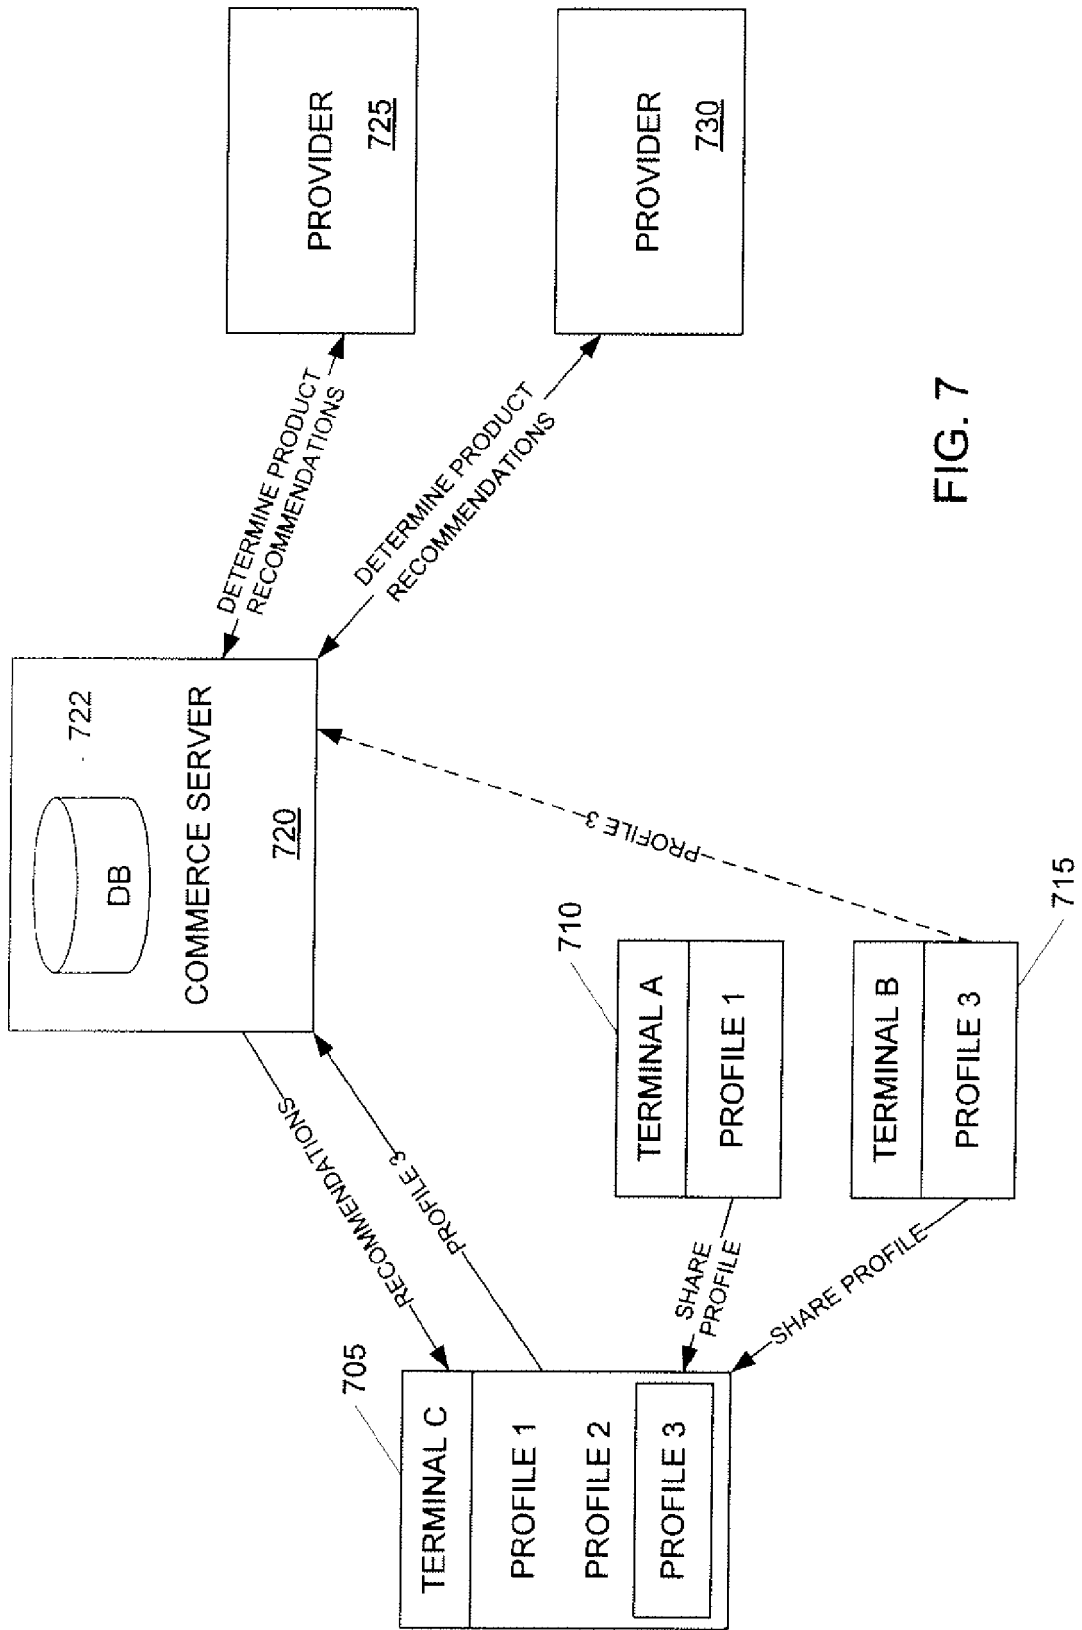 DB
722
COMMERCE SERVER
720
PROVIDER
725
PROVIDER
730
DETERMINE PRODUCT
RECOMMENDATIONS
DETERMINE PRODUCT
RECOMMENDATIONS
RECOMMENDATIONS
PROFILE 3
PROFILE 3
705
TERMINAL C
PROFILE 1
PROFILE 2
PROFILE 3
SHARE
PROFILE
SHARE PROFILE
710
TERMINAL A
PROFILE 1
TERMINAL B
PROFILE 3
715
FIG. 7